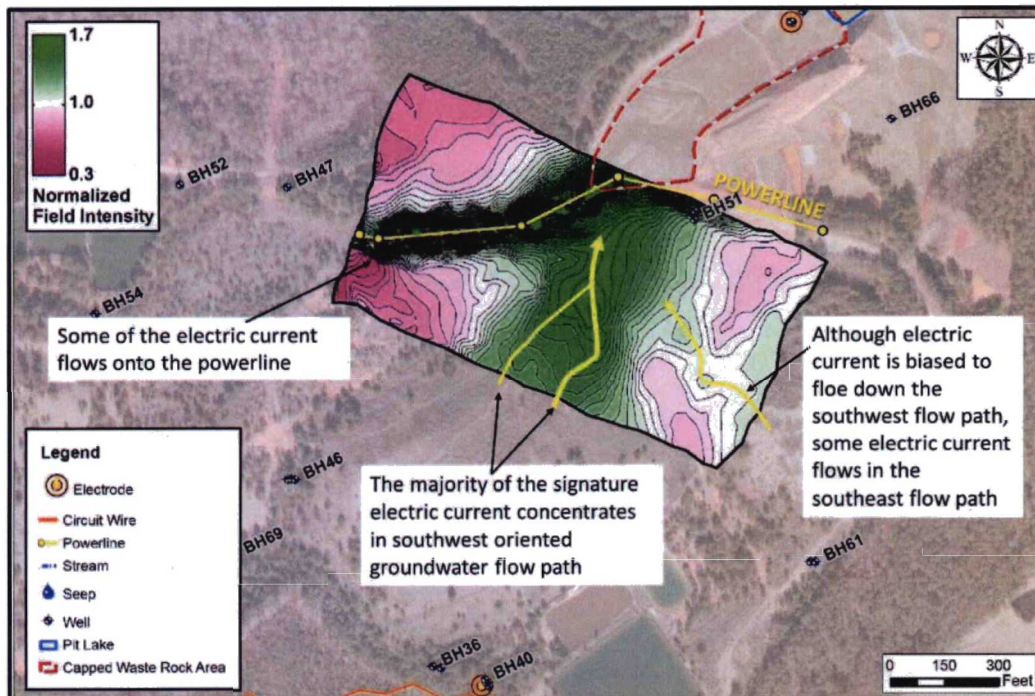 1.7
1.0
0.3
Normalized
Field Intensity
N
W
E
S
BH66
BH52
BH47
POWERLINE
BH51
BH54
Some of the electric current
flows onto the powerline
Although electric
current is biased to
floe down the
southwest flow path,
some electric current
flows in the
southeast flow path
The majority of the signature
electric current concentrates
in southwest oriented
groundwater flow path
BH46
BH69
BH61
BH36
BH40
Legend
Electrode
Circuit Wire
Powerline
Stream
Seep
Well
Pit Lake
Capped Waste Rock Area
0 150 300
Feet